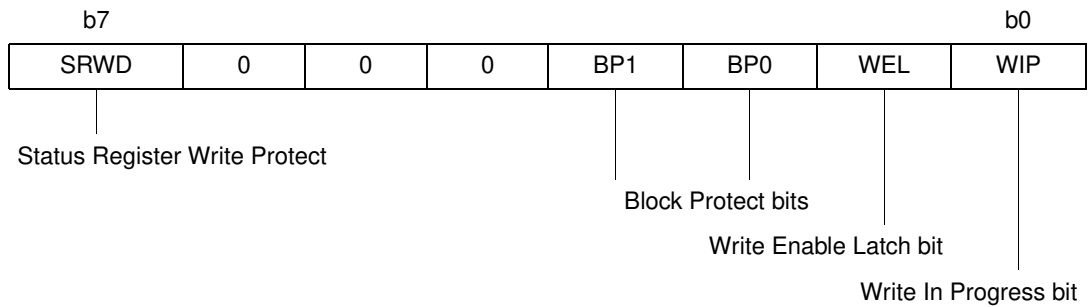 b7 b0
SRWD 0 0 0 BP1 BP0 WEL WIP
Status Register Write Protect
Block Protect bits
Write Enable Latch bit
Write In Progress bit